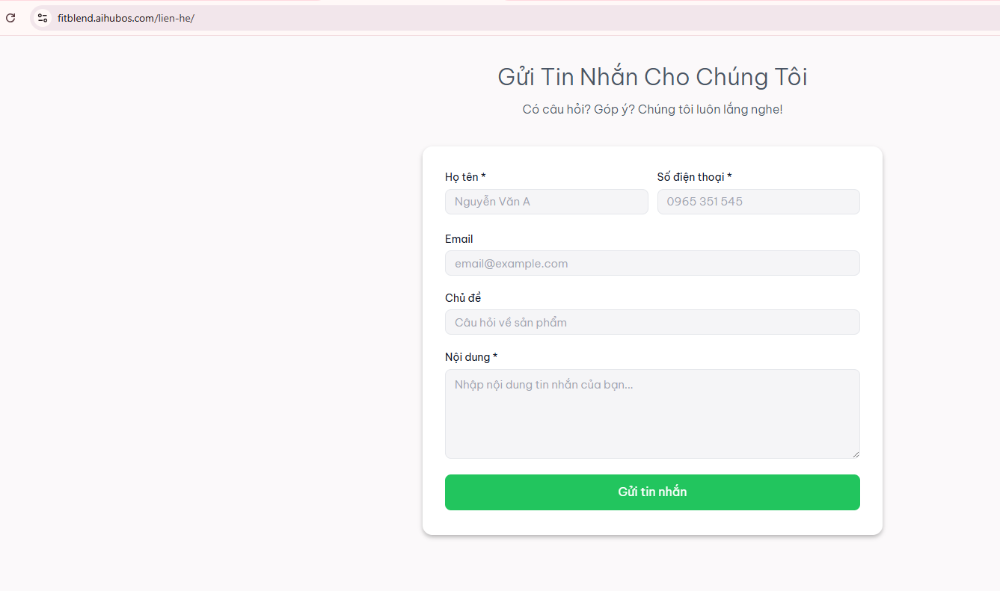 fitblend.aihubos.com/lien-he/
Gửi Tin Nhắn Cho Chúng Tôi
Có câu hỏi? Góp ý? Chúng tôi luôn lắng nghe!
Họ tên * Số điện thoại *
Nguyễn Văn A 0965 351 545
Email
email@example.com
Chủ đề
Câu hỏi về sản phẩm
Nội dung *
Nhập nội dung tin nhắn của bạn...
Gửi tin nhắn